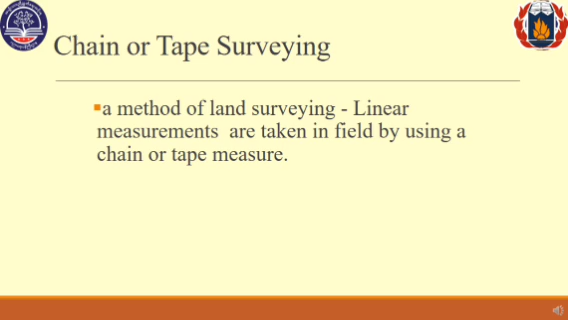 Chain or Tape Surveying
▪a method of land surveying - Linear
measurements are taken in field by using a
chain or tape measure.